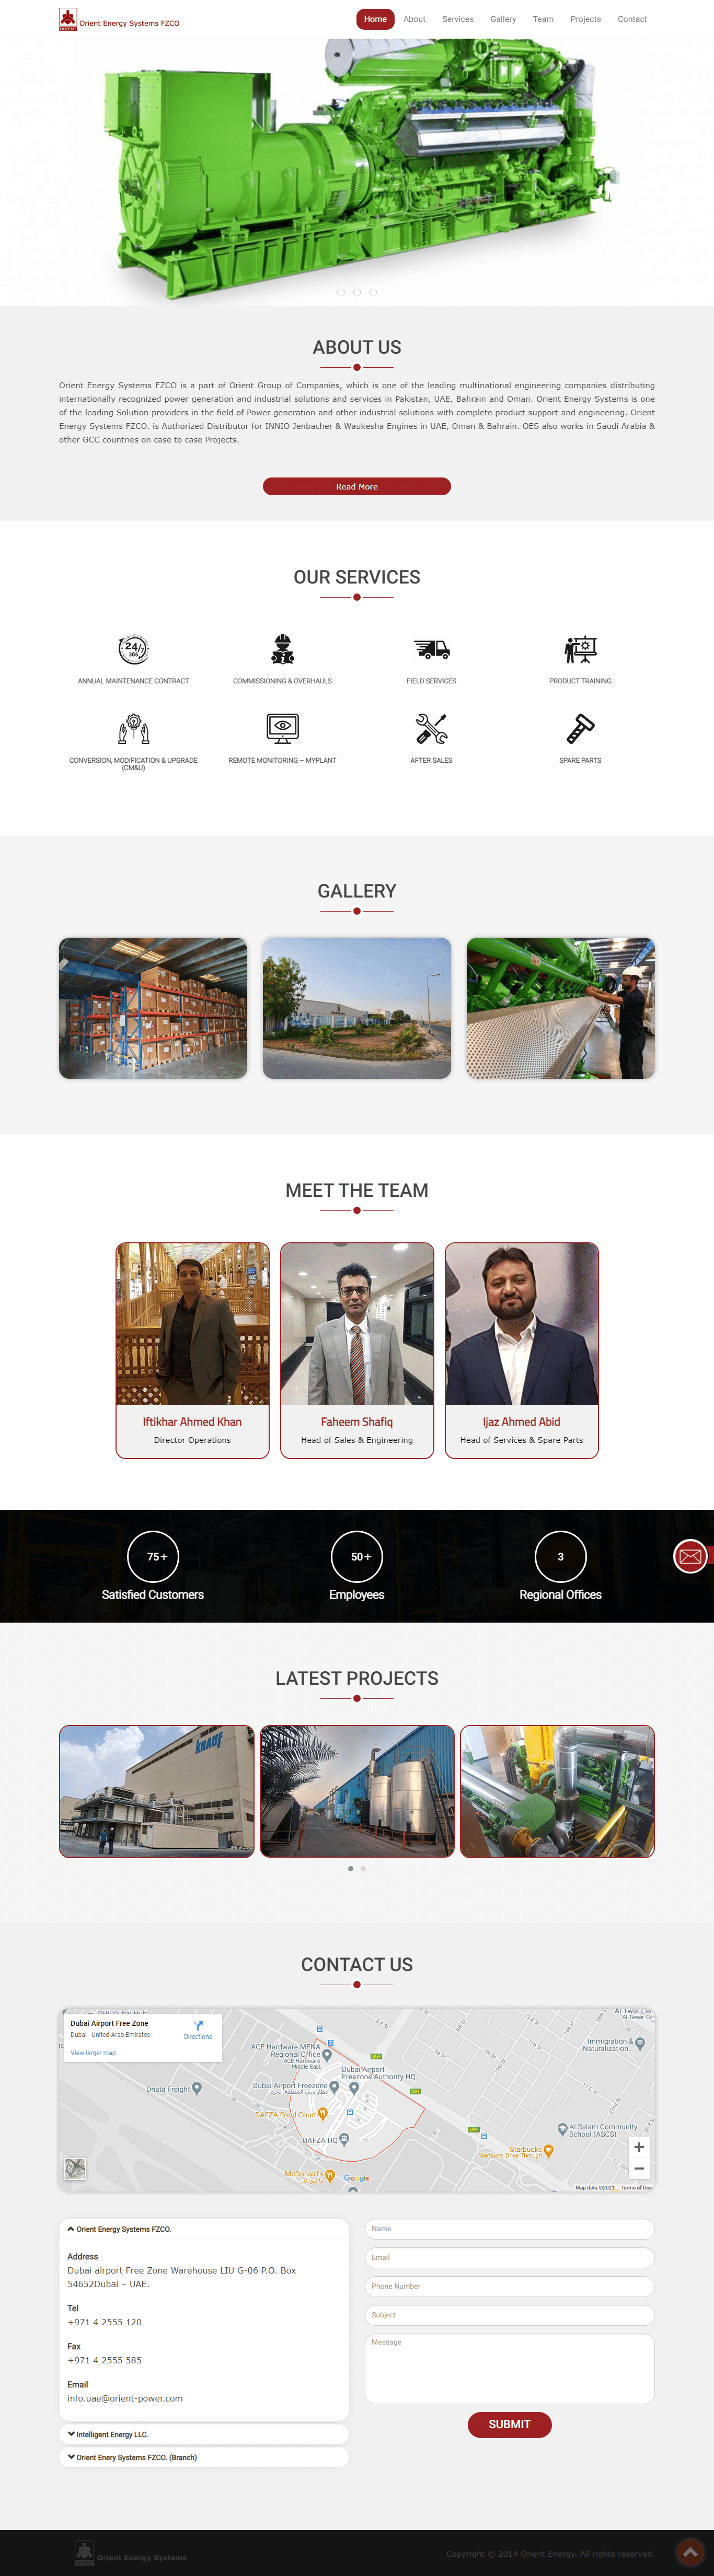 ORIENT
Orient Energy Systems FZCO
Home
About
Services
Gallery
Team
Projects
Contact
ABOUT US
Orient Energy Systems FZCO is a part of Orient Group of Companies, which is one of the leading multinational engineering companies distributing
internationally recognized power generation and industrial solutions and services in Pakistan, UAE, Bahrain and Oman. Orient Energy Systems is one
of the leading Solution providers in the field of Power generation and other industrial solutions with complete product support and engineering. Orient
Energy Systems FZCO. is Authorized Distributor for INNIO Jenbacher & Waukesha Engines in UAE, Oman & Bahrain. OES also works in Saudi Arabia &
other GCC countries on case to case Projects.
Read More
OUR SERVICES
24/7
365
ANNUAL MAINTENANCE CONTRACT
COMMISSIONING & OVERHAULS
FIELD SERVICES
PRODUCT TRAINING
CONVERSION, MODIFICATION & UPGRADE
(CM&U)
REMOTE MONITORING – MYPLANT
AFTER SALES
SPARE PARTS
GALLERY
MEET THE TEAM
Iftikhar Ahmed Khan
Director Operations
Faheem Shafiq
Head of Sales & Engineering
Ijaz Ahmed Abid
Head of Services & Spare Parts
75+
Satisfied Customers
50+
Employees
3
Regional Offices
LATEST PROJECTS
KNAUF
CONTACT US
Dubai Airport Free Zone
Dubai - United Arab Emirates
Directions
View larger map
ACE Hardware MENA
Regional Office
ACE Hardware
Middle East
Dubai Airport
Freezone Authority HQ
Dubai Airport Freezone
Dnata Freight
DAFZA Food Court
DAFZA HQ
McDonald's
Google
Immigration &
Naturalization...
Al Salam Community
School (ASCS)
Starbucks
Starbucks Drive Through
Map data ©2021
Terms of Use
Orient Energy Systems FZCO.
Address
Dubai airport Free Zone Warehouse LIU G-06 P.O. Box
54652Dubai – UAE.
Tel
+971 4 2555 120
Fax
+971 4 2555 585
Email
info.uae@orient-power.com
Intelligent Energy LLC.
Orient Enery Systems FZCO. (Branch)
Name
Email
Phone Number
Subject
Message
SUBMIT
Orient Energy Systems
Copyright © 2014 Orient Energy. All rights reserved.